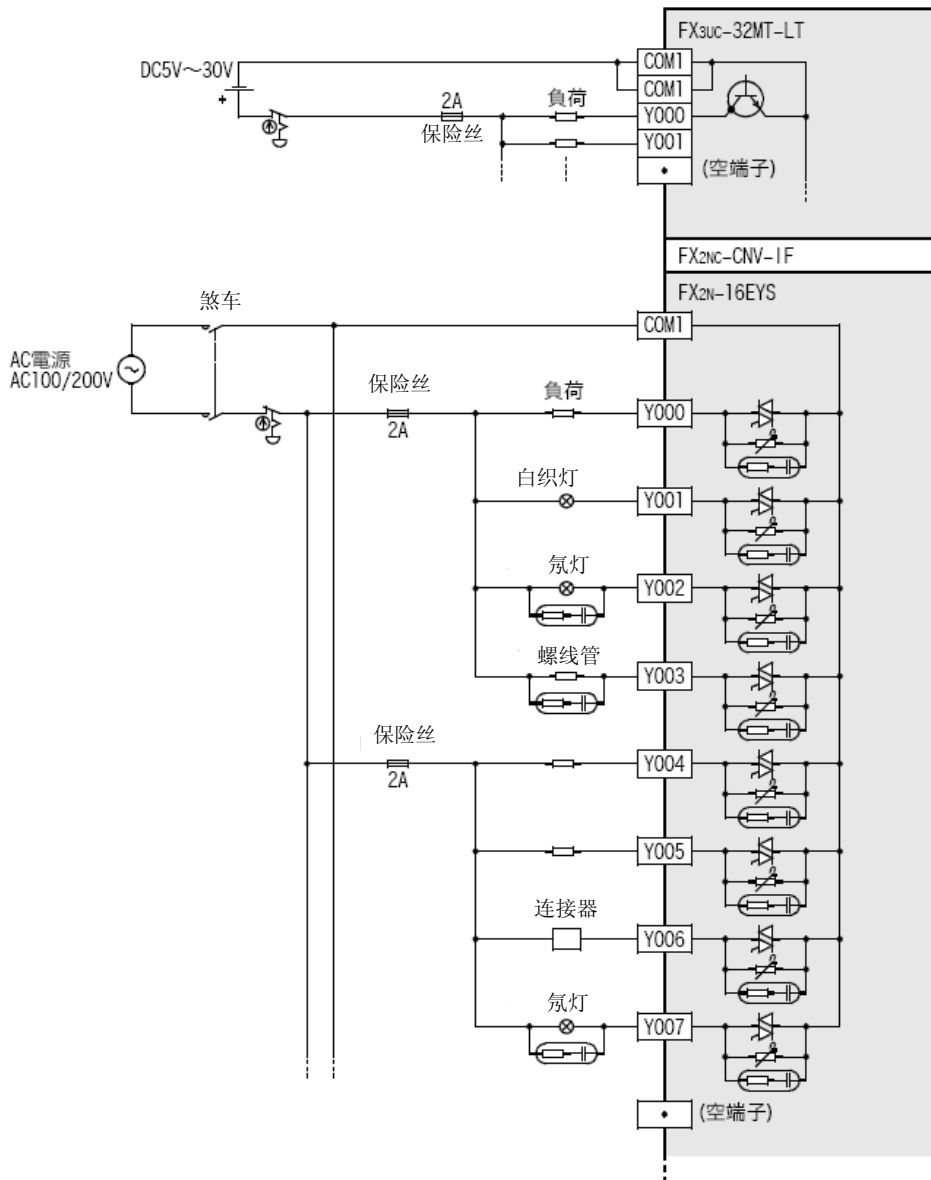 FX3UC-32MT-LT
COM1
DC5V～30V
COM1
+
2A
負荷
Y000
保险丝
Y001
(空端子)
FX2NC-CNV-IF
FX2N-16EYS
煞车
COM1
AC電源
AC100/200V
保险丝
負荷
Y000
2A
白织灯
Y001
氖灯
Y002
螺线管
Y003
保险丝
Y004
2A
Y005
连接器
Y006
氖灯
Y007
(空端子)